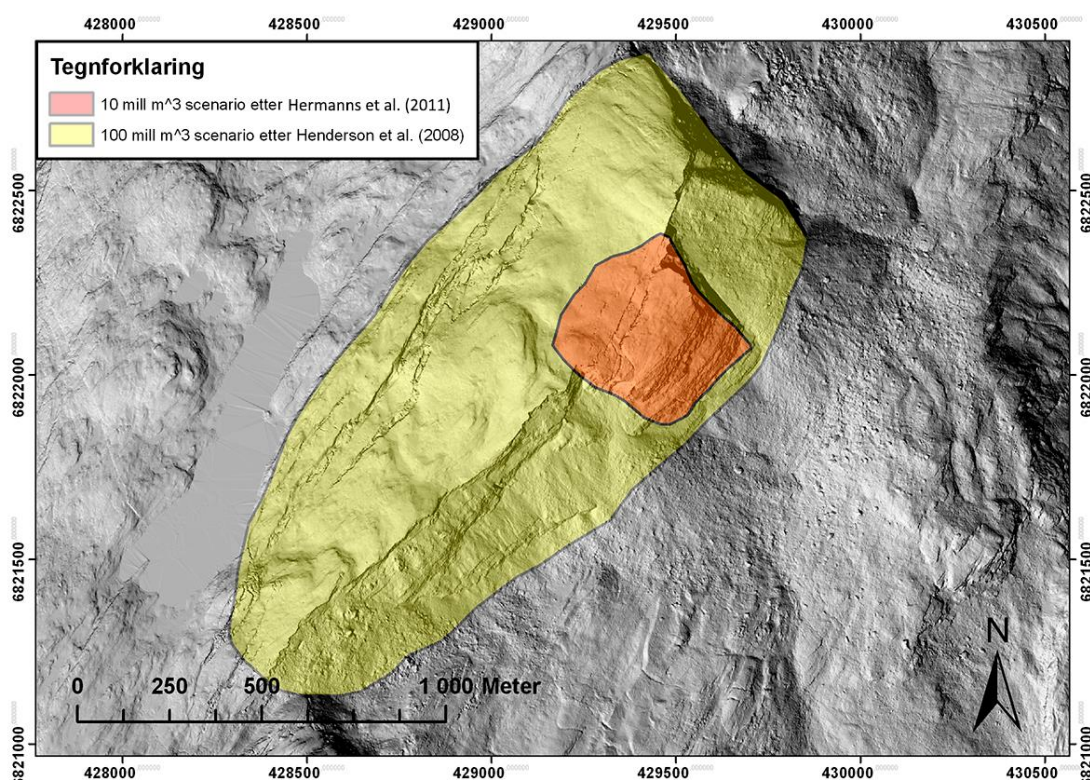 428000 428500 429000 429500 430000 430500
Tegnforklaring
10 mill m^3 scenario etter Hermanns et al. (2011)
100 mill m^3 scenario etter Henderson et al. (2008)
6822500 6822500
6822000 6822000
6821500 6821500
6821000 6821000
N
0 250 500 1 000 Meter
428000 428500 429000 429500 430000 430500